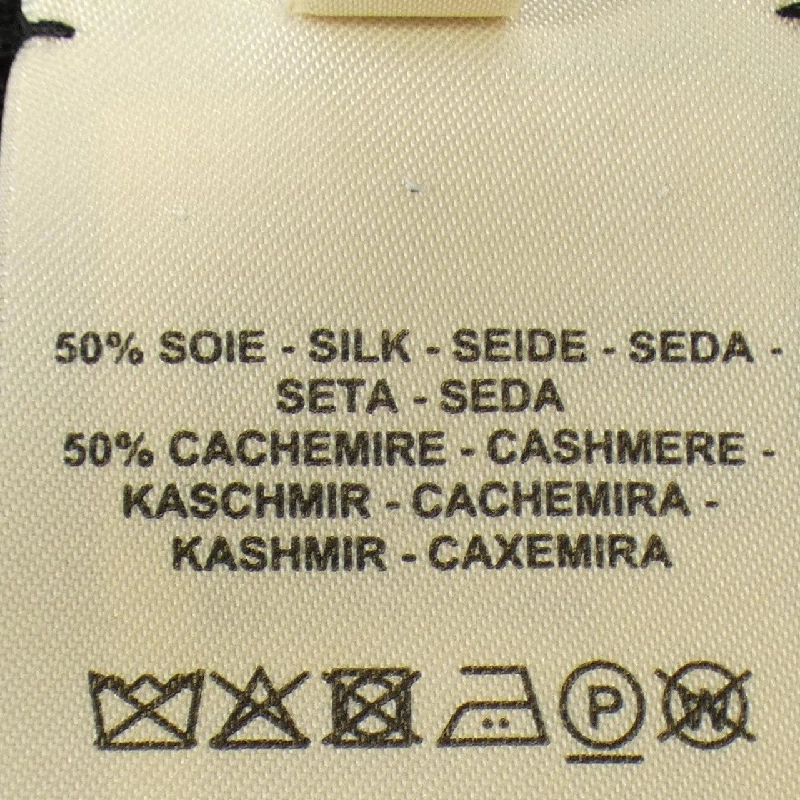 50% SOIE - SILK - SEIDE - SEDA -
SETA - SEDA
50% CACHEMIRE - CASHMERE -
KASCHMIR - CACHEMIRA -
KASHMIR - CAXEMIRA
P W